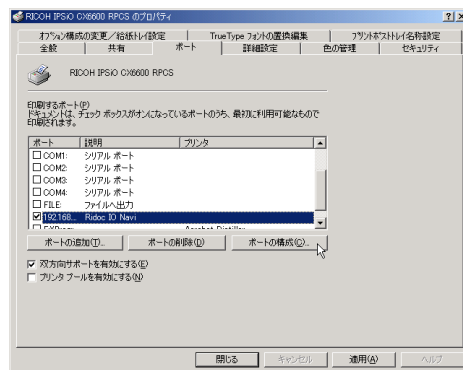 RICOH IPSiO CX6600 RPCS のプロパティ
オプション構成の変更／給紙トレイ設定
TrueType フォントの置換編集
プリントポストトレイ名称設定
全般
共有
ポート
詳細設定
色の管理
セキュリティ
RICOH IPSiO CX6600 RPCS
印刷するポート(P)
ドキュメントは、チェック ボックスがオンになっているポートのうち、最初に利用可能なもので
印刷されます。
ポート 説明 プリンタ
COM1: シリアル ポート
COM2: シリアル ポート
COM3: シリアル ポート
COM4: シリアル ポート
FILE: ファイルへ出力
192.168... Ridoc IO Navi
Acrobat Distiller
ポートの追加(T)... ポートの削除(D) ポートの構成(C)...
双方向サポートを有効にする(E)
プリンタ プールを有効にする(N)
閉じる キャンセル 適用(A) ヘルプ